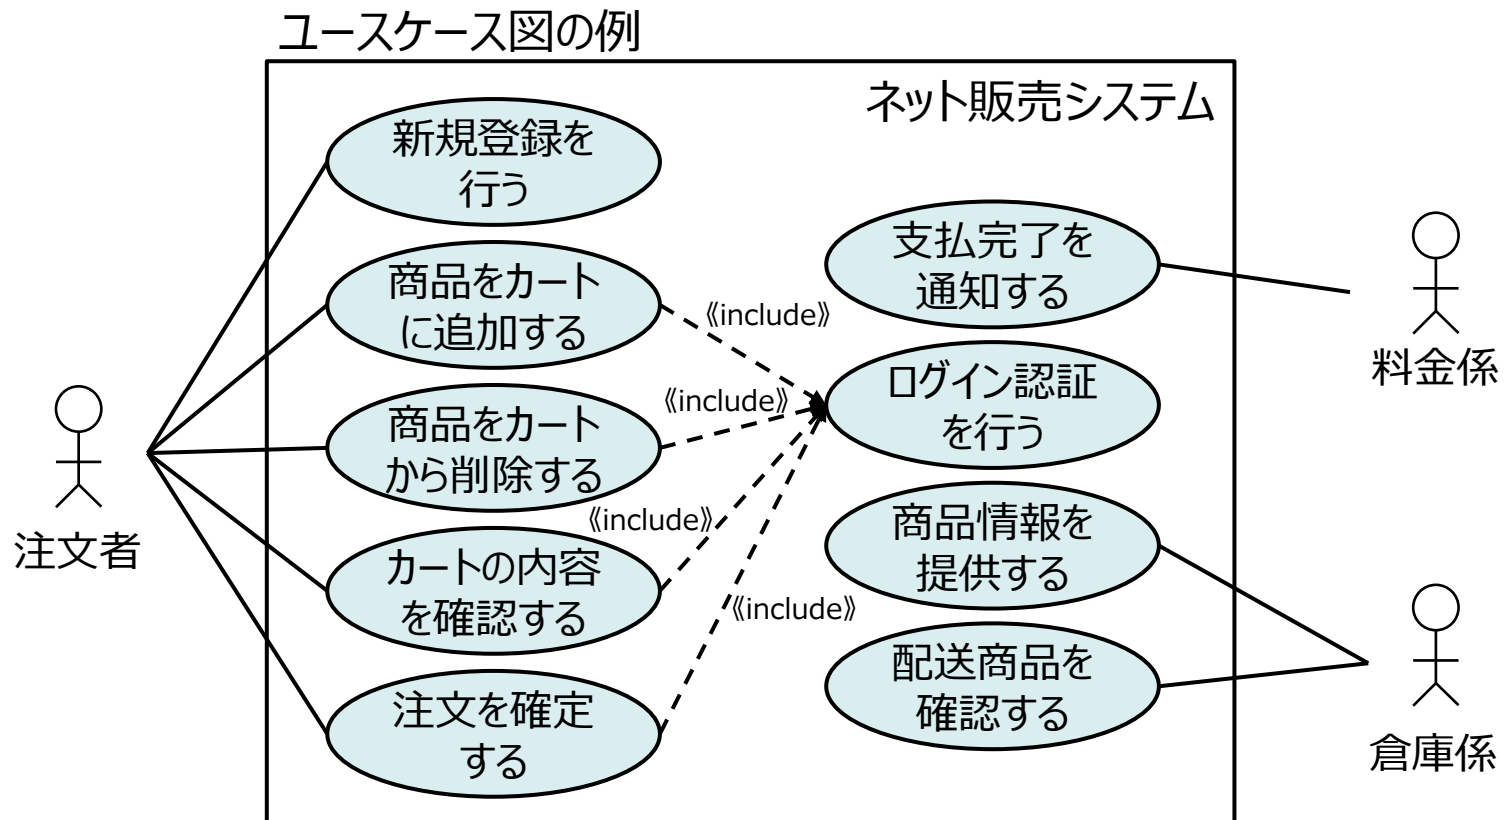 ユースケース図の例
ネット販売システム
新規登録を
行う
商品をカート
に追加する
商品をカート
から削除する
カートの内容
を確認する
注文を確定
する
《include》
《include》
《include》
《include》
支払完了を
通知する
ログイン認証
を行う
商品情報を
提供する
配送商品を
確認する
注文者
料金係
倉庫係